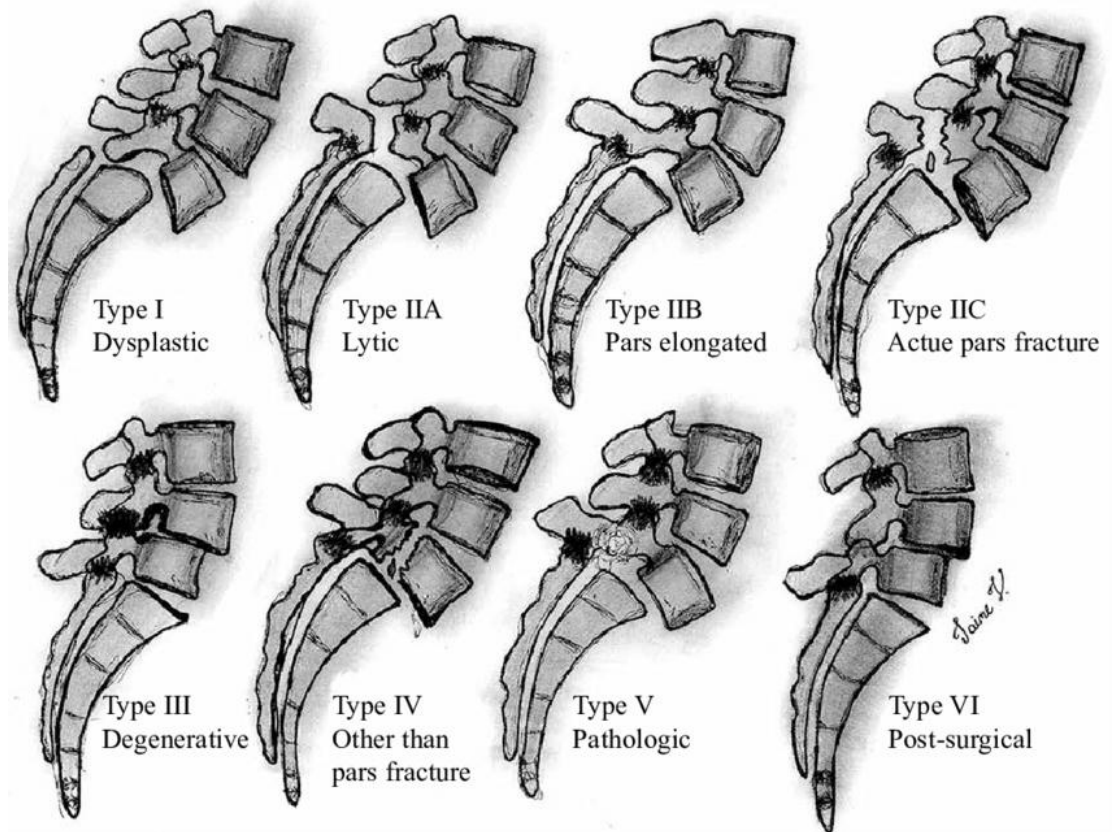 Type I
Dysplastic
Type IIA
Lytic
Type IIB
Pars elongated
Type IIC
Actue pars fracture
Type III
Degenerative
Type IV
Other than
pars fracture
Type V
Pathologic
Type VI
Post-surgical
Jaime V.